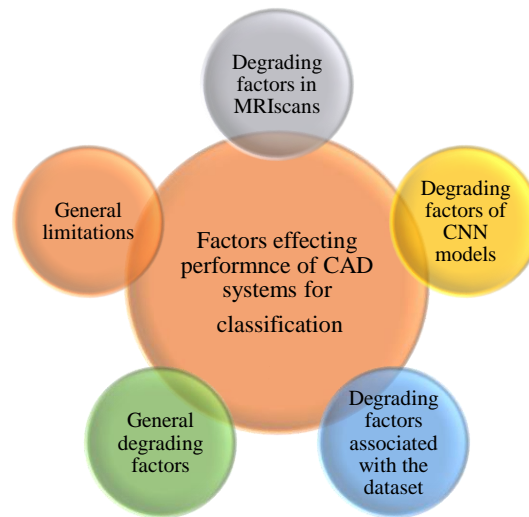 Degrading
factors in
MRIscans
Degrading
factors of
CNN
models
General
limitations
Factors effecting
performnce of CAD
systems for
classification
General
degrading
factors
Degrading
factors
associated
with the
dataset